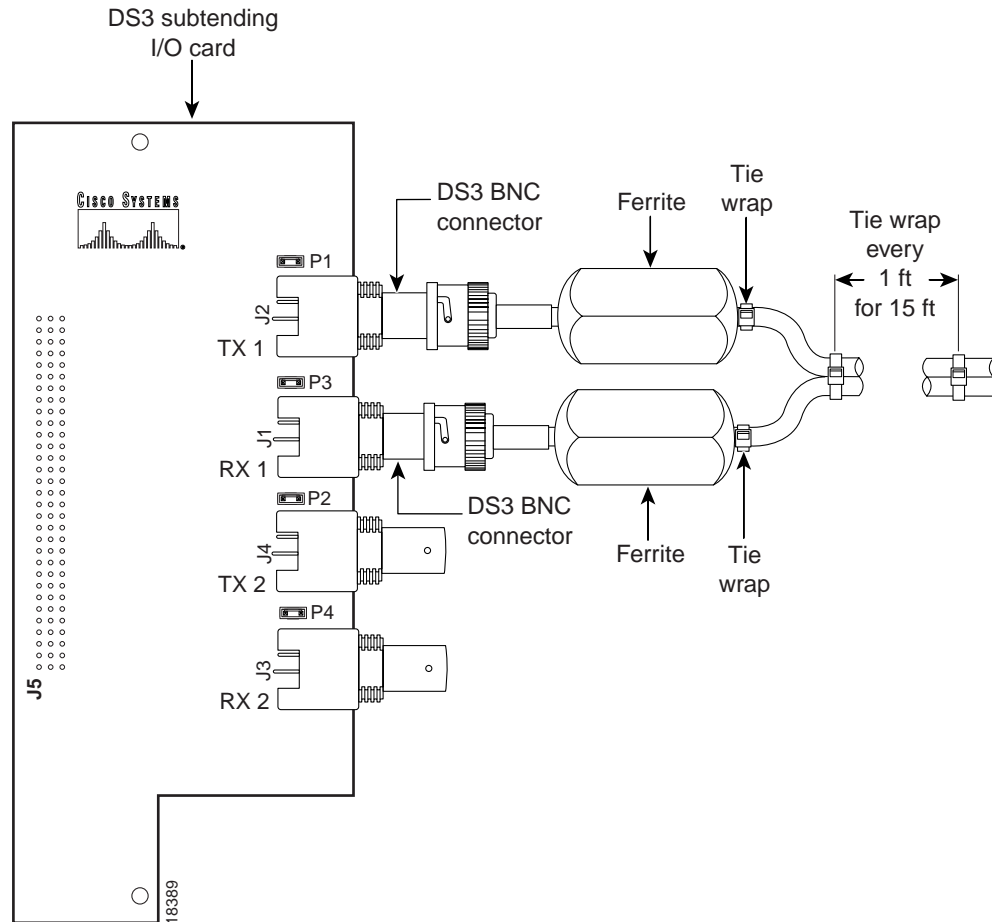 DS3 subtending
I/O card
CISCO SYSTEMS
DS3 BNC
connector
Ferrite
Tie
wrap
Tie wrap
every
1 ft
for 15 ft
P1
J2
TX 1
P3
J1
RX 1
P2
DS3 BNC
connector
Ferrite
Tie
wrap
J4
TX 2
P4
J3
RX 2
J5
18389